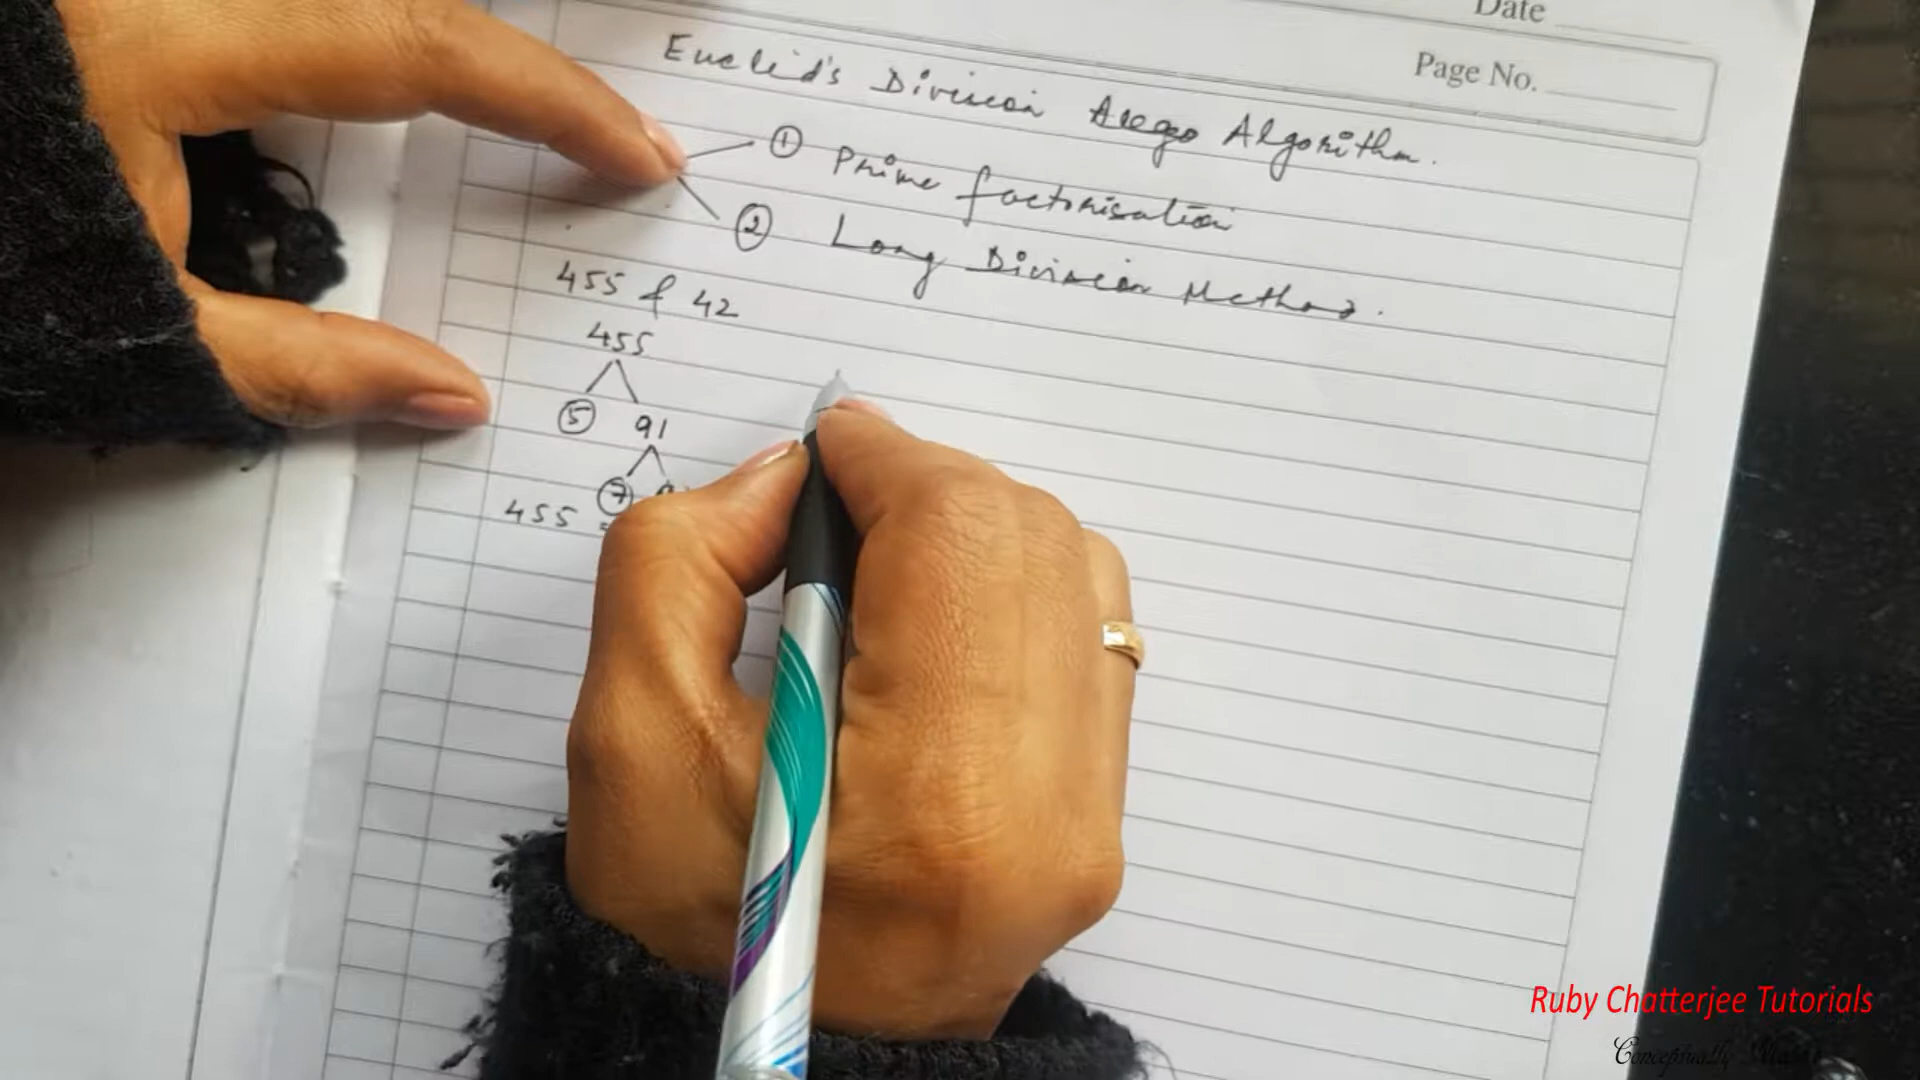 Date
Page No.
Euclid's Division Algo Algorithm.
① Prime factorisation
② Long Division Method.
455 & 42
455
⑤ 91
⑦
455 =
Ruby Chatterjee Tutorials
Conceptually